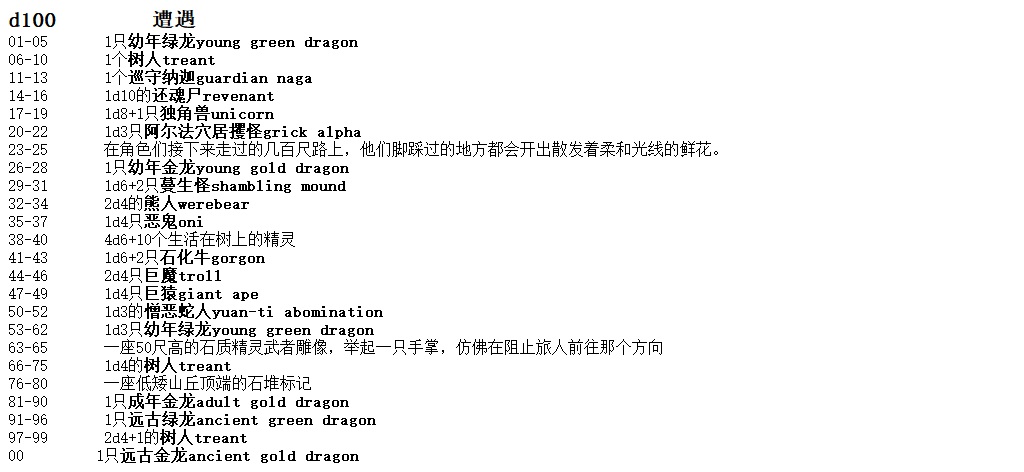 d100 遭遇
01-05 1只幼年绿龙young green dragon
06-10 1个树人treant
11-13 1个巡守纳迦guardian naga
14-16 1d10的还魂尸revenant
17-19 1d8+1只独角兽unicorn
20-22 1d3只阿尔法穴居攫怪grick alpha
23-25 在角色们接下来走过的几百尺路上，他们脚踩过的地方都会开出散发着柔和光线的鲜花。
26-28 1只幼年金龙young gold dragon
29-31 1d6+2只蔓生怪shambling mound
32-34 2d4的熊人werebear
35-37 1d4只恶鬼oni
38-40 4d6+10个生活在树上的精灵
41-43 1d6+2只石化牛gorgon
44-46 2d4只巨魔troll
47-49 1d4只巨猿giant ape
50-52 1d3的憎恶蛇人yuan-ti abomination
53-62 1d3只幼年绿龙young green dragon
63-65 一座50尺高的石质精灵武者雕像，举起一只手掌，仿佛在阻止旅人前往那个方向
66-75 1d4的树人treant
76-80 一座低矮山丘顶端的石堆标记
81-90 1只成年金龙adult gold dragon
91-96 1只远古绿龙ancient green dragon
97-99 2d4+1的树人treant
00 1只远古金龙ancient gold dragon